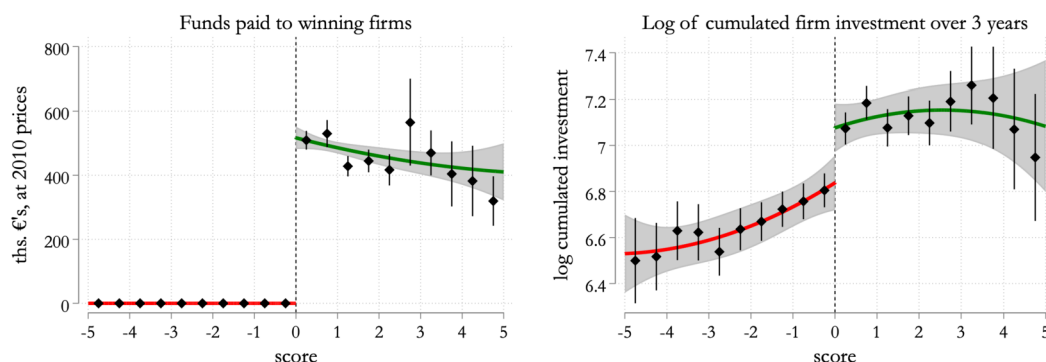 Funds paid to winning firms
ths. €'s, at 2010 prices
800
600
400
200
0
-5 -4 -3 -2 -1 0 1 2 3 4 5
score
Log of cumulated firm investment over 3 years
log cumulated investment
7.4
7.2
7
6.8
6.6
6.4
-5 -4 -3 -2 -1 0 1 2 3 4 5
score